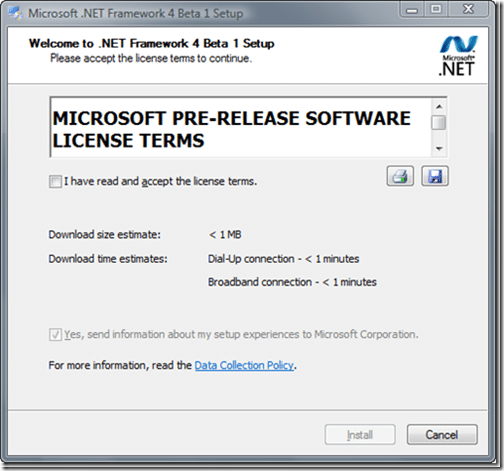 Microsoft .NET Framework 4 Beta 1 Setup
Welcome to .NET Framework 4 Beta 1 Setup
Please accept the license terms to continue.
Microsoft®
.NET
MICROSOFT PRE-RELEASE SOFTWARE
LICENSE TERMS
I have read and accept the license terms.
Download size estimate: < 1 MB
Download time estimates: Dial-Up connection - < 1 minutes
Broadband connection - < 1 minutes
Yes, send information about my setup experiences to Microsoft Corporation.
For more information, read the Data Collection Policy.
Install Cancel